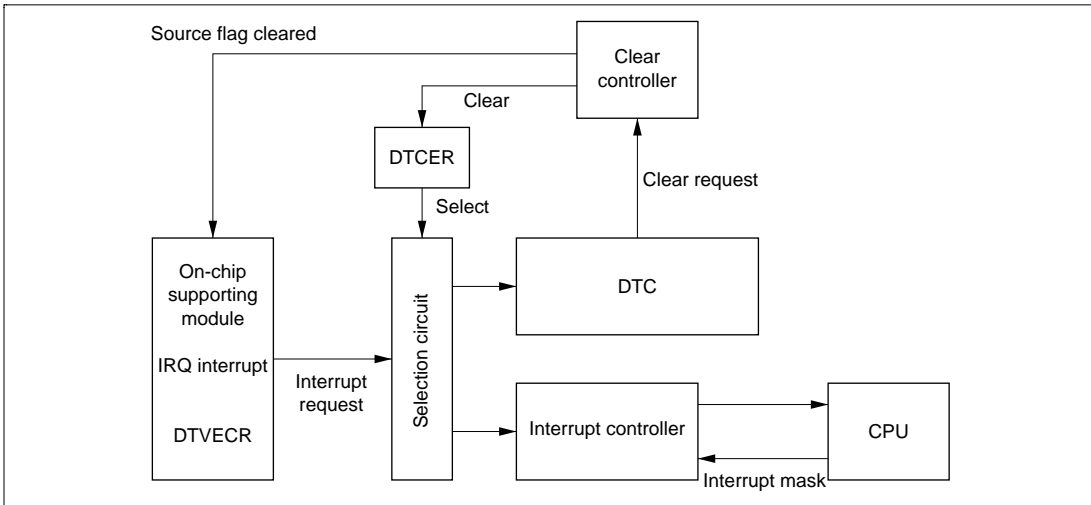 Source flag cleared
Clear
controller
Clear
DTCER
Clear request
Select
On-chip
supporting
module
IRQ interrupt
DTVECR
Interrupt
request
Selection circuit
DTC
Interrupt controller
CPU
Interrupt mask